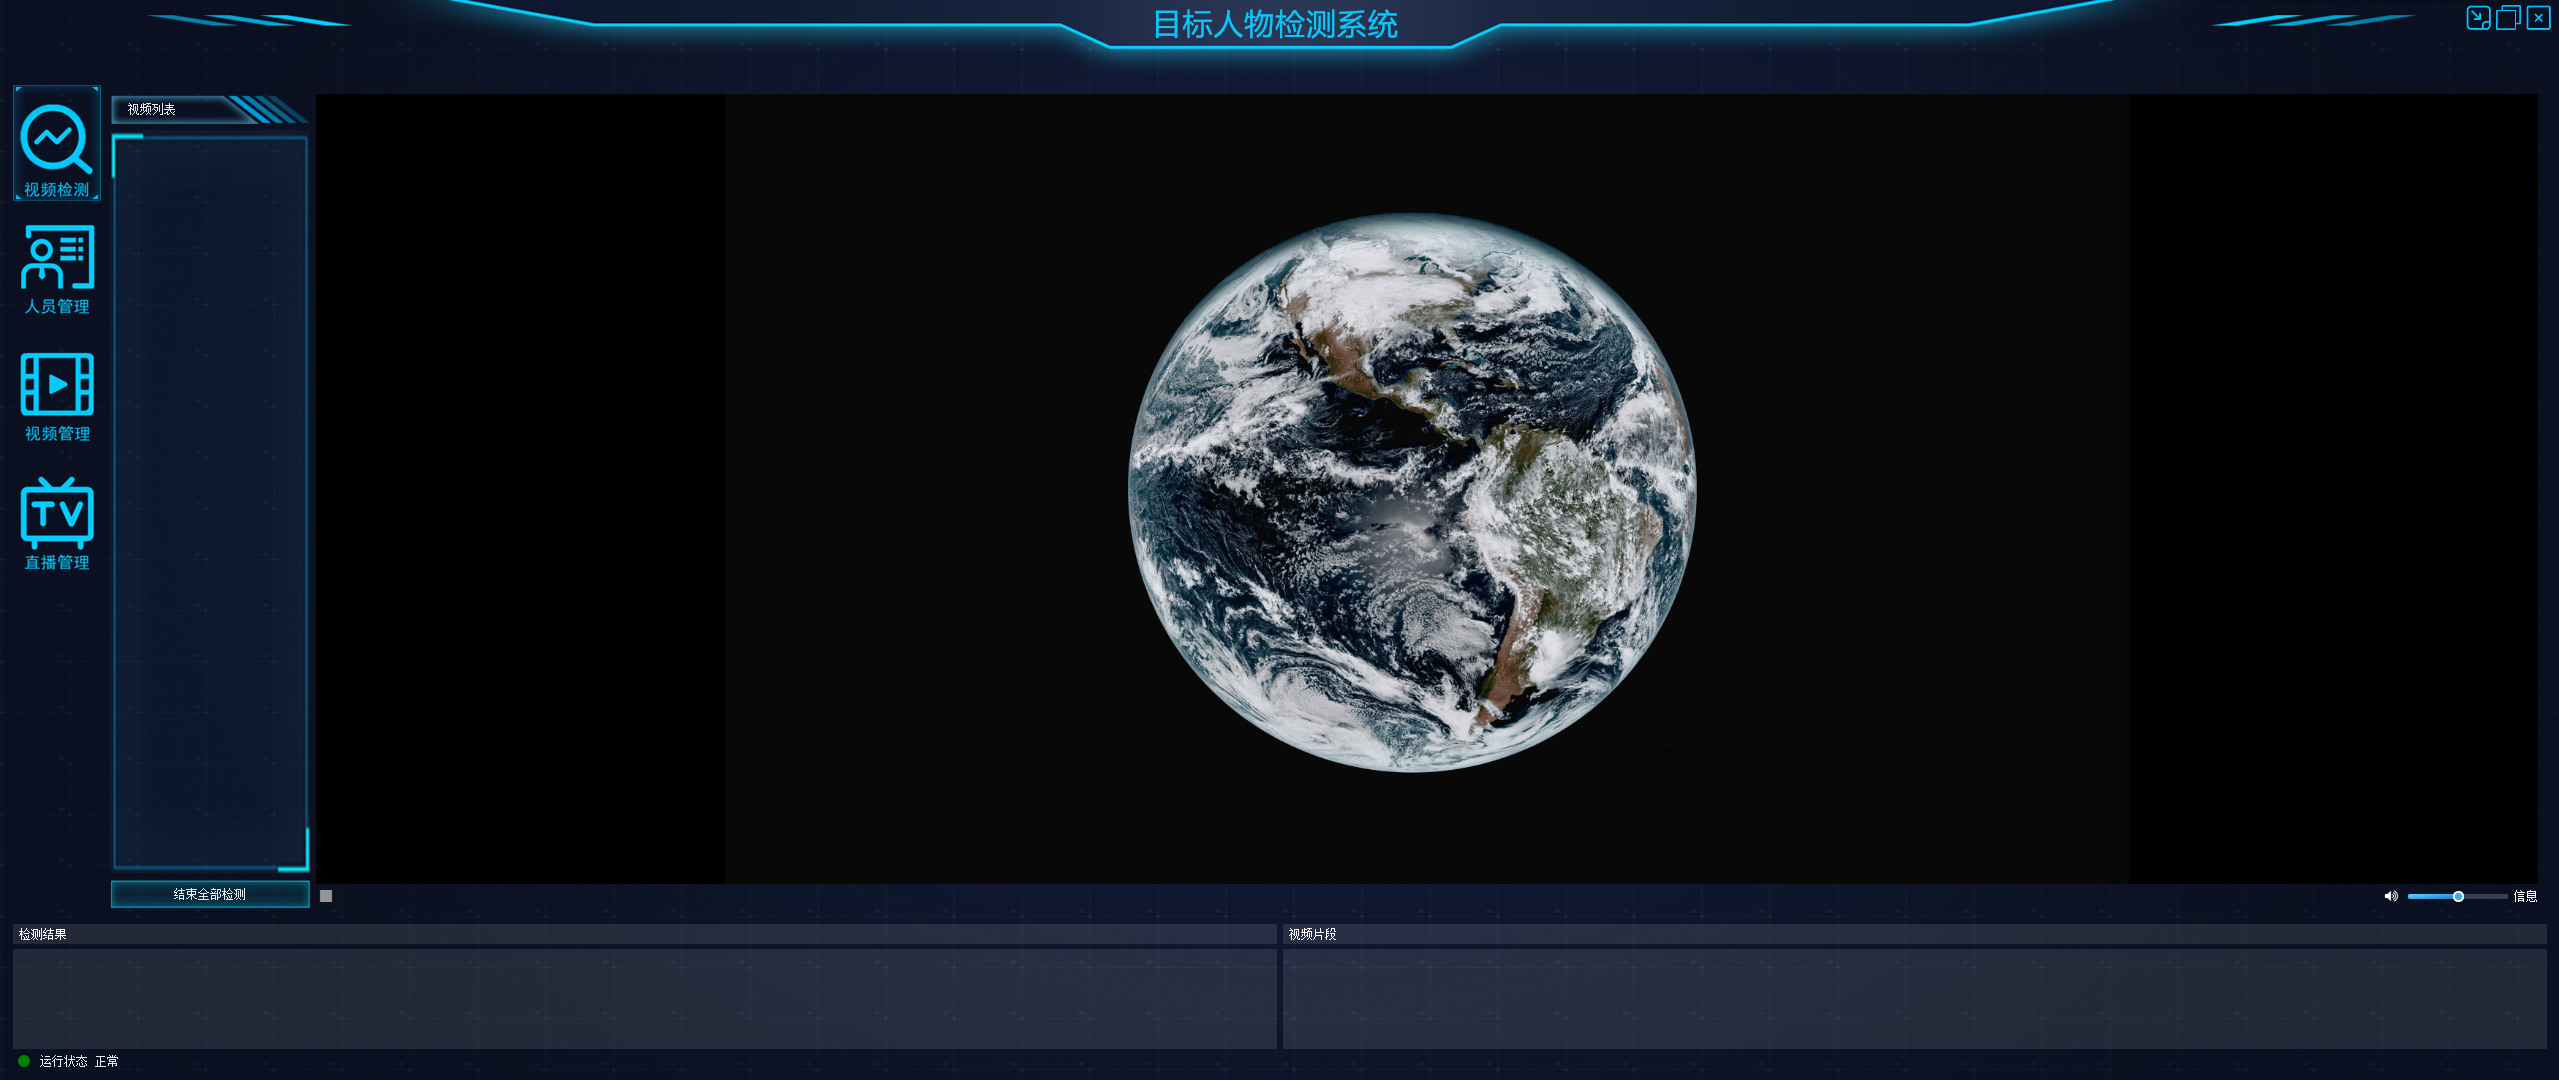 目标人物检测系统
视频检测
人员管理
视频管理
TV
直播管理
视频列表
结束全部检测
信息
检测结果
视频片段
运行状态 正常